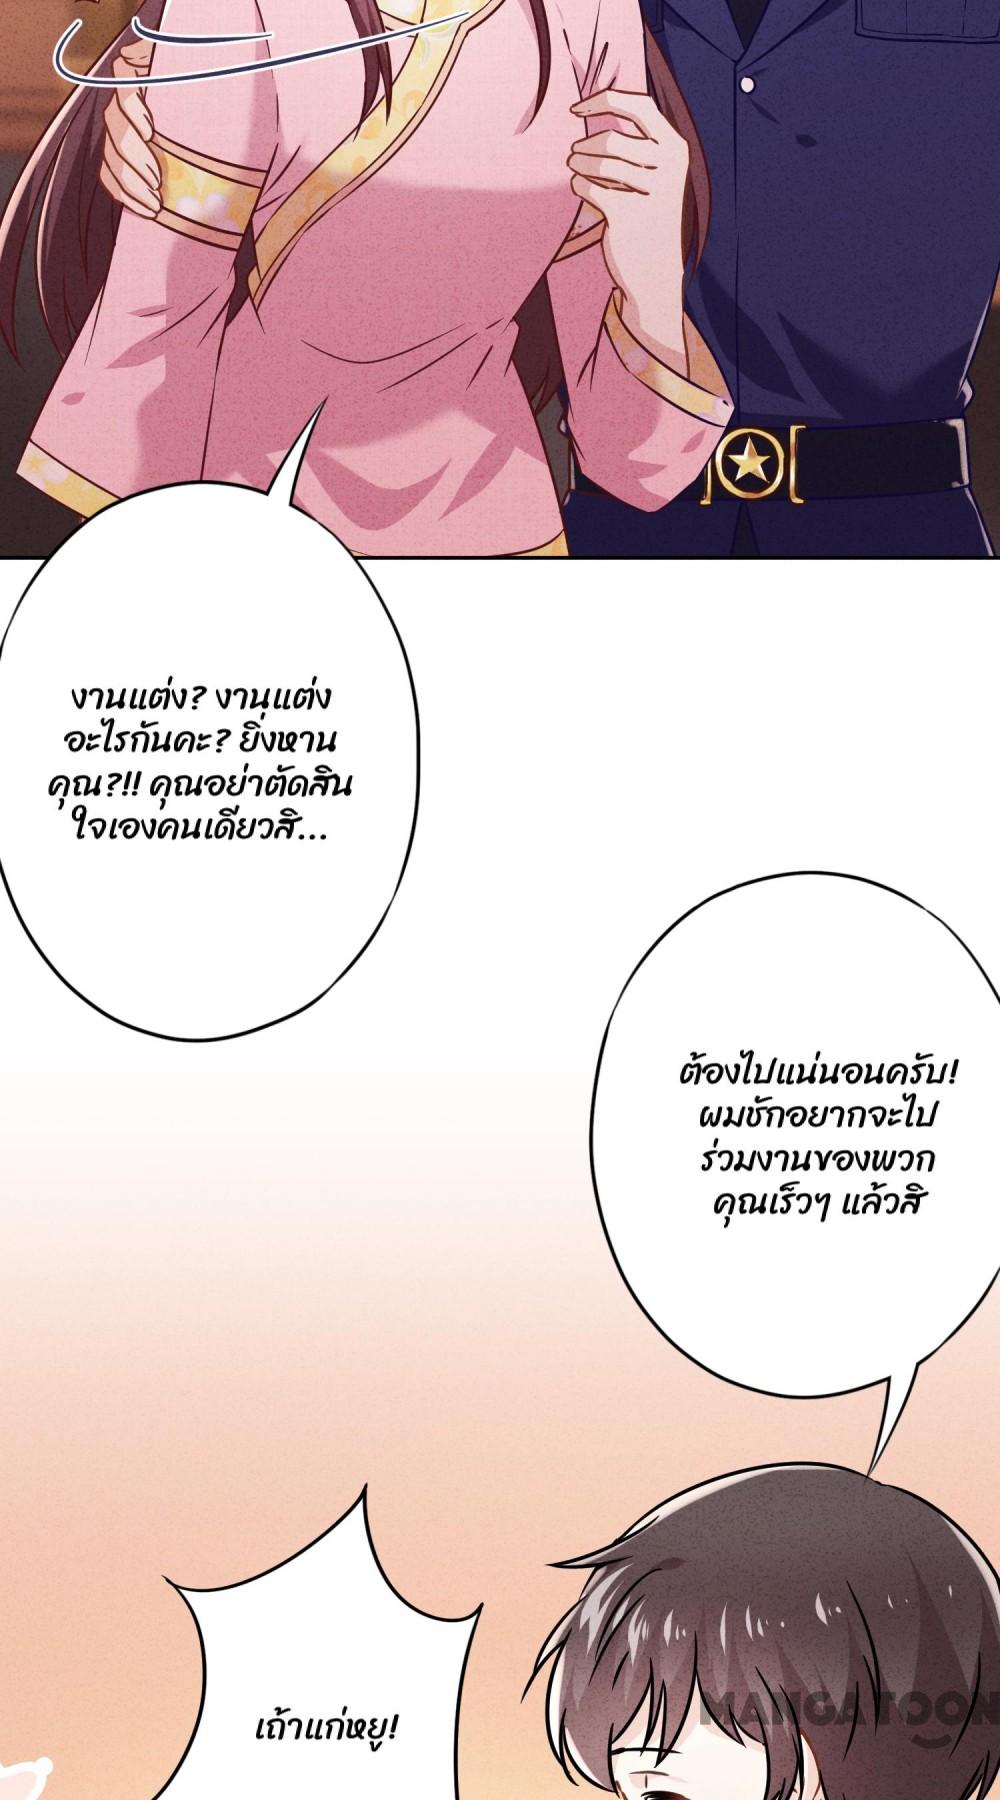 งานแต่ง? งานแต่ง
อะไรกันคะ? ยิ่งหาน
คุณ?!! คุณอย่าตัดสิน
ใจเองคนเดียวสิ...
ต้องไปแน่นอนครับ!
ผมชักอยากจะไป
ร่วมงานของพวก
คุณเร็วๆ แล้วสิ
เถ้าแก่หยู!
MANGATOON